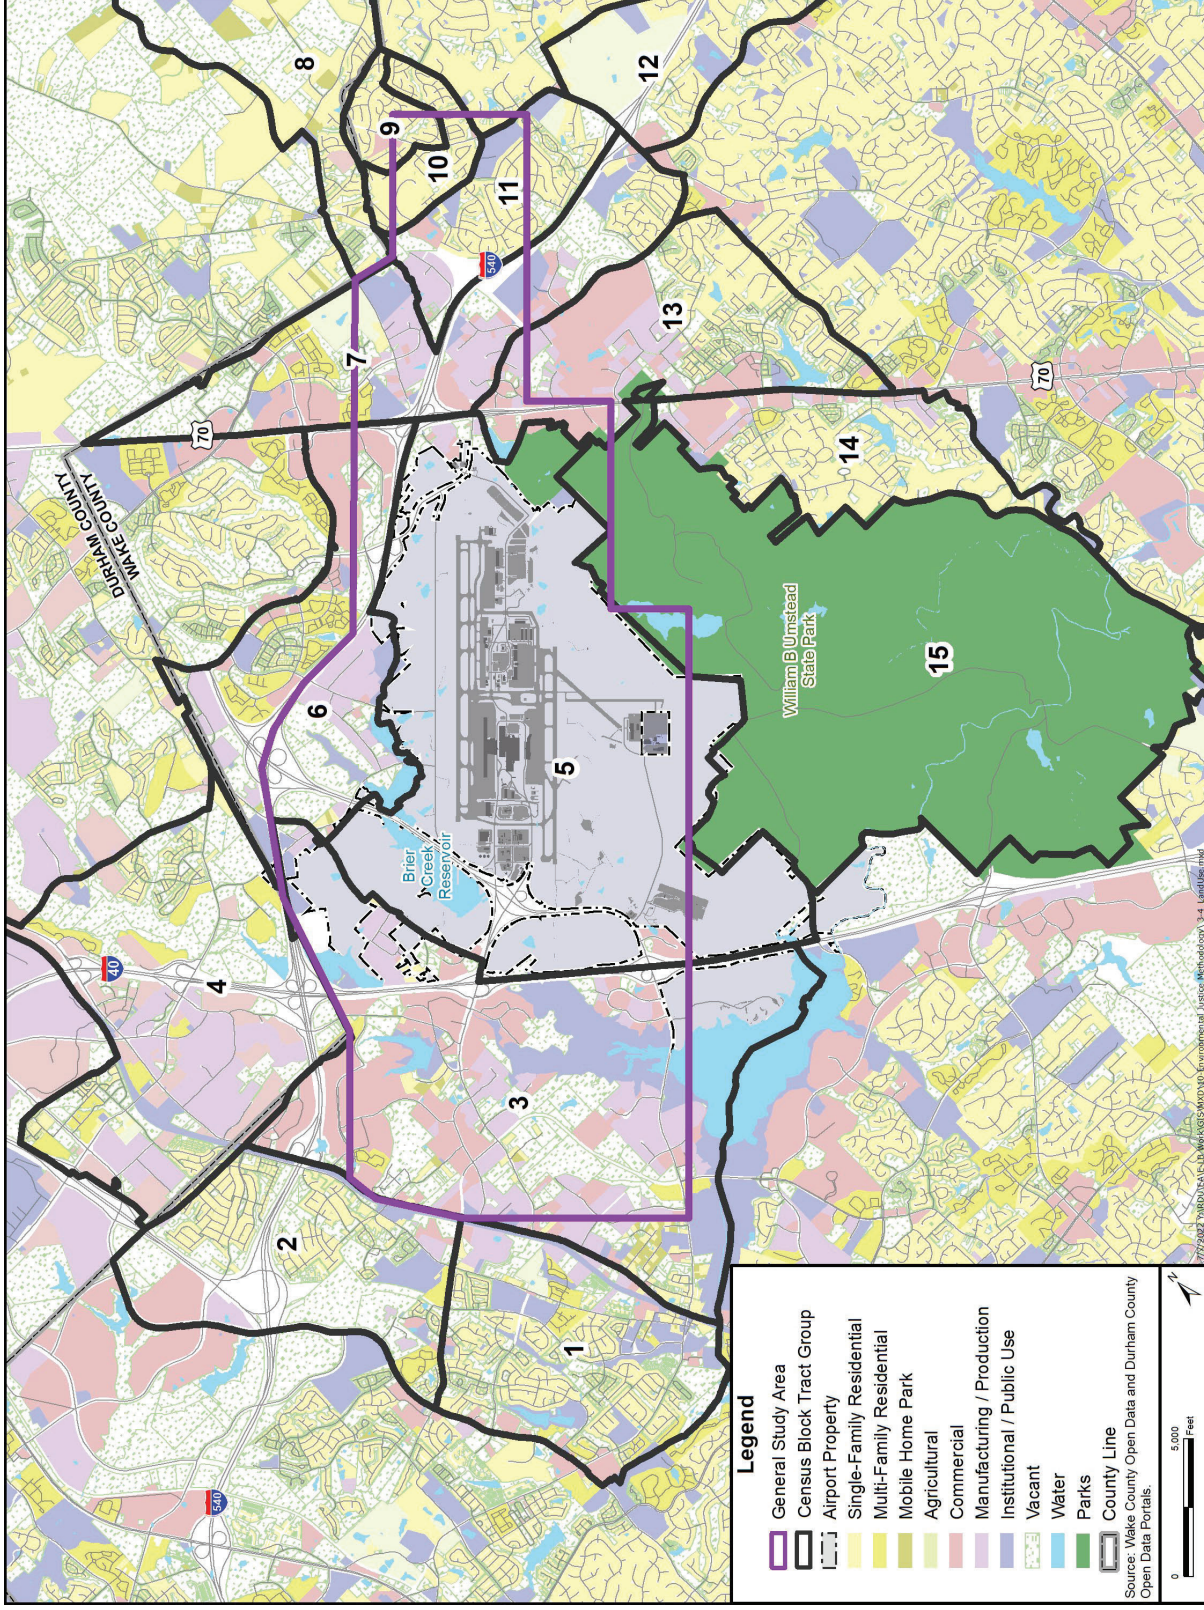 DURHAM COUNTY
WAKE COUNTY
70
40
540
540
70
1
2
3
4
5
6
7
8
9
10
11
12
13
14
15
Brier
Creek
Reservoir
William B Umstead
State Park
Legend
General Study Area
Census Block Tract Group
Airport Property
Single-Family Residential
Multi-Family Residential
Mobile Home Park
Agricultural
Commercial
Manufacturing / Production
Institutional / Public Use
Vacant
Water
Parks
County Line
Source: Wake County Open Data and Durham County
Open Data Portals.
0
5,000
Feet
N